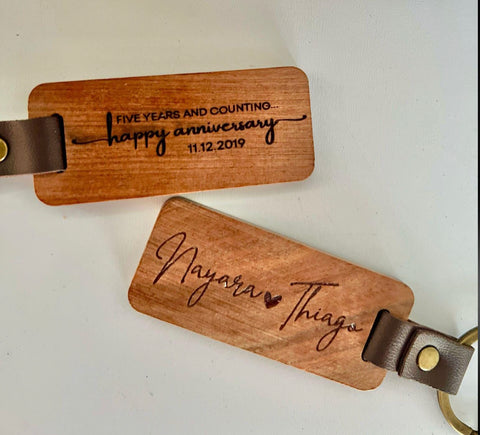 FIVE YEARS AND COUNTING...
happy anniversary
11.12.2019
Nayara ❤ Thiago